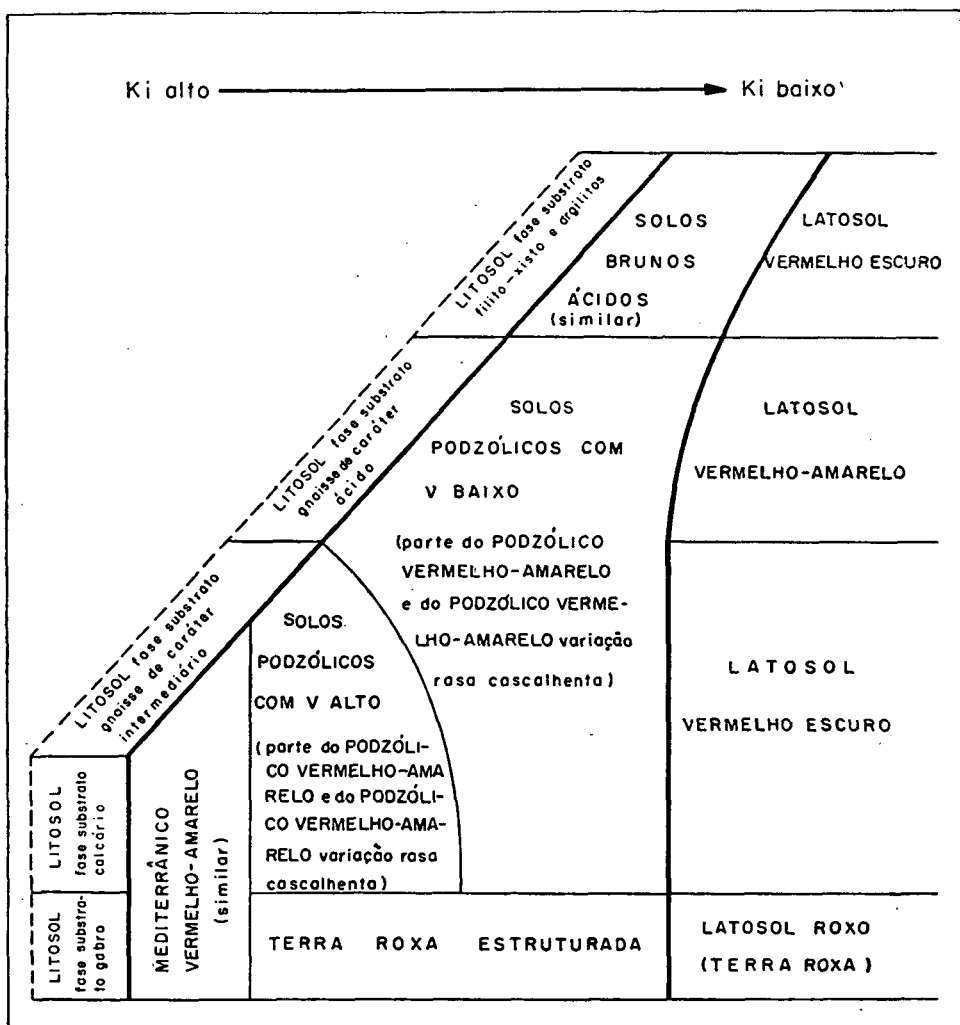 Ki alto
Ki baixo
LITOSOL fase substrato
filito-xisto e argilitos
SOLOS
BRUNOS
ÁCIDOS
(similar)
LATOSOL
VERMELHO ESCURO
LITOSOL fase substrato
gnaisse de caráter
ácido
SOLOS
PODZÓLICOS COM
V BAIXO
(parte do PODZÓLICO
VERMELHO-AMARELO
e do PODZÓLICO VERME-
LHO-AMARELO variação
rasa cascalhenta)
LATOSOL
VERMELHO-AMARELO
LITOSOL fase substrato
gnaisse de caráter
intermediário
SOLOS
PODZÓLICOS
COM V ALTO
(parte do PODZÓLI-
CO VERMELHO-AMA
RELO e do PODZÓLI-
CO VERMELHO-AMA-
RELO variação rasa
cascalhenta)
LATOSOL
VERMELHO ESCURO
LITOSOL
fase substrato
calcário
MEDITERRÂNICO
VERMELHO-AMARELO
(similar)
LITOSOL
fase substra-
to gabro
TERRA ROXA ESTRUTURADA
LATOSOL ROXO
(TERRA ROXA)